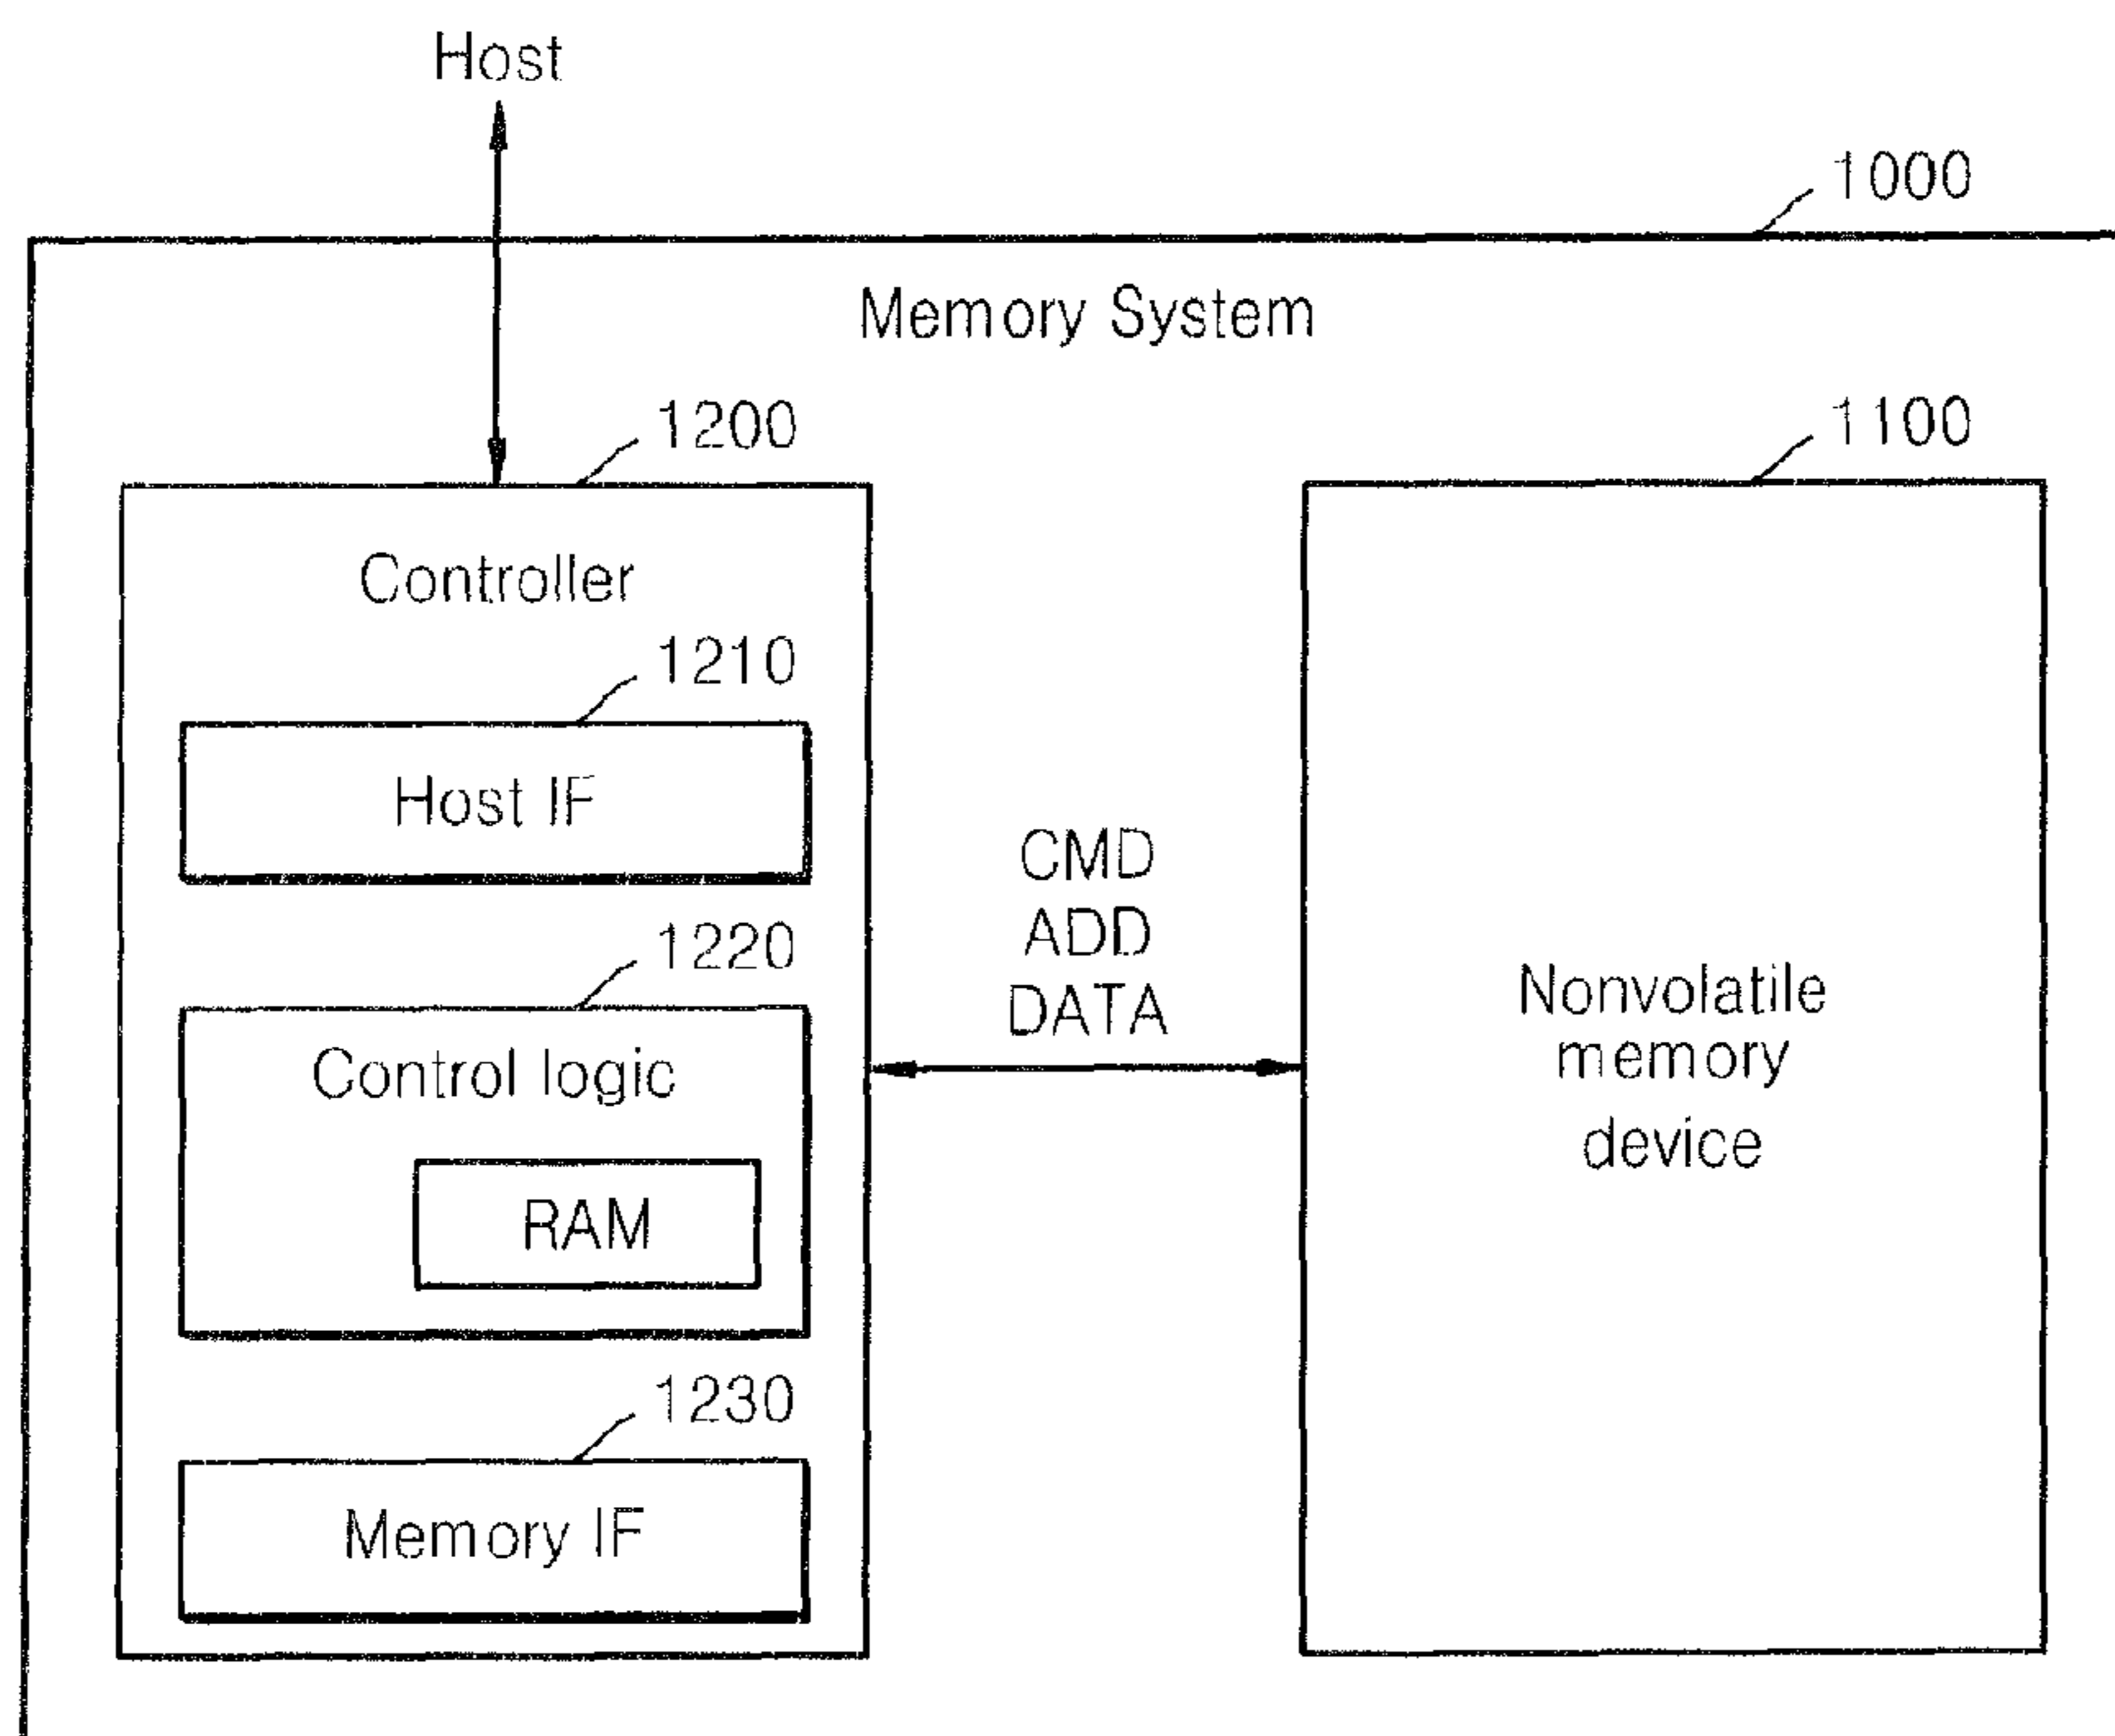 Host
1000
Memory System
1200
1100
Controller
1210
Host IF
CMD
ADD
DATA
1220
Control logic
RAM
Nonvolatile
memory
device
1230
Memory IF